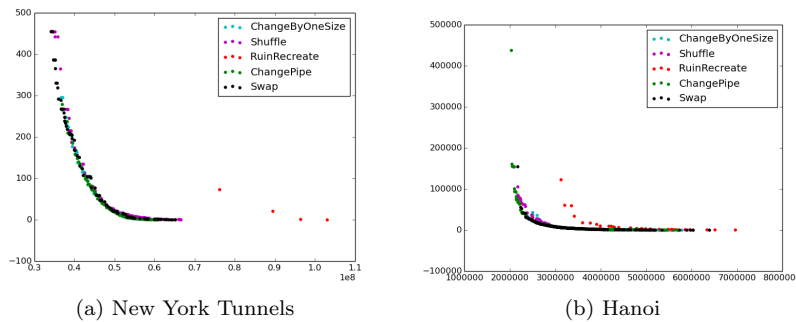 500
400
300
200
100
0
-100
0.3 0.4 0.5 0.6 0.7 0.8 0.9 1.0 1.1
1e8
ChangeByOneSize
Shuffle
RuinRecreate
ChangePipe
Swap
(a) New York Tunnels
500000
400000
300000
200000
100000
0
-100000
1000000 2000000 3000000 4000000 5000000 6000000 7000000 8000000
ChangeByOneSize
Shuffle
RuinRecreate
ChangePipe
Swap
(b) Hanoi